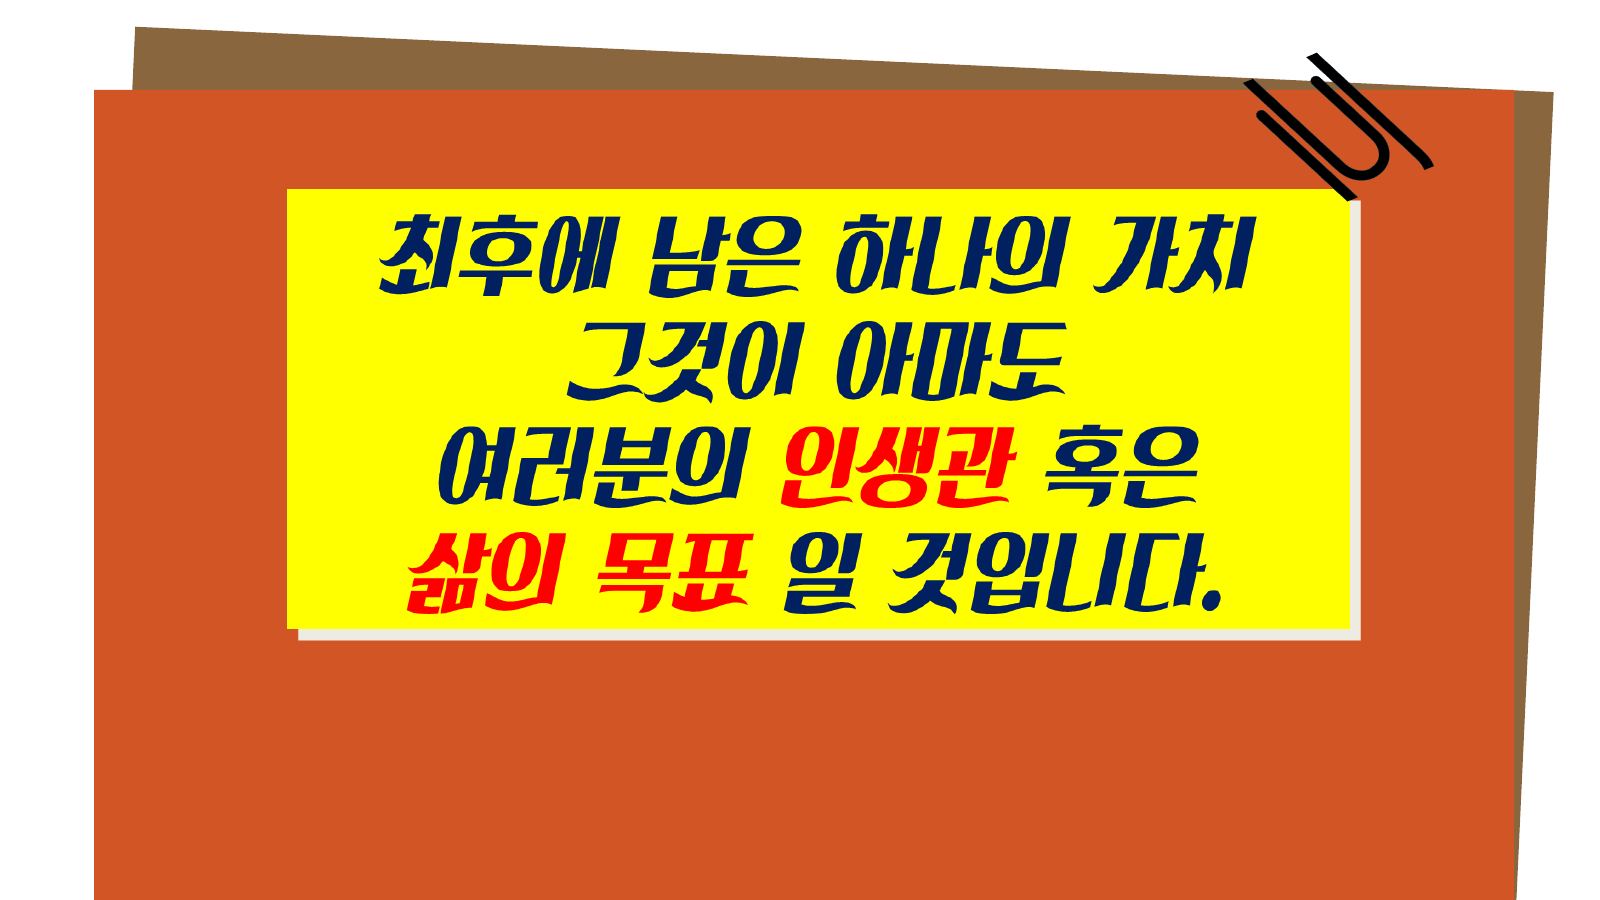 최후에 남은 하나의 가치
그것이 아마도
여러분의 인생관 혹은
삶의 목표 일 것입니다.